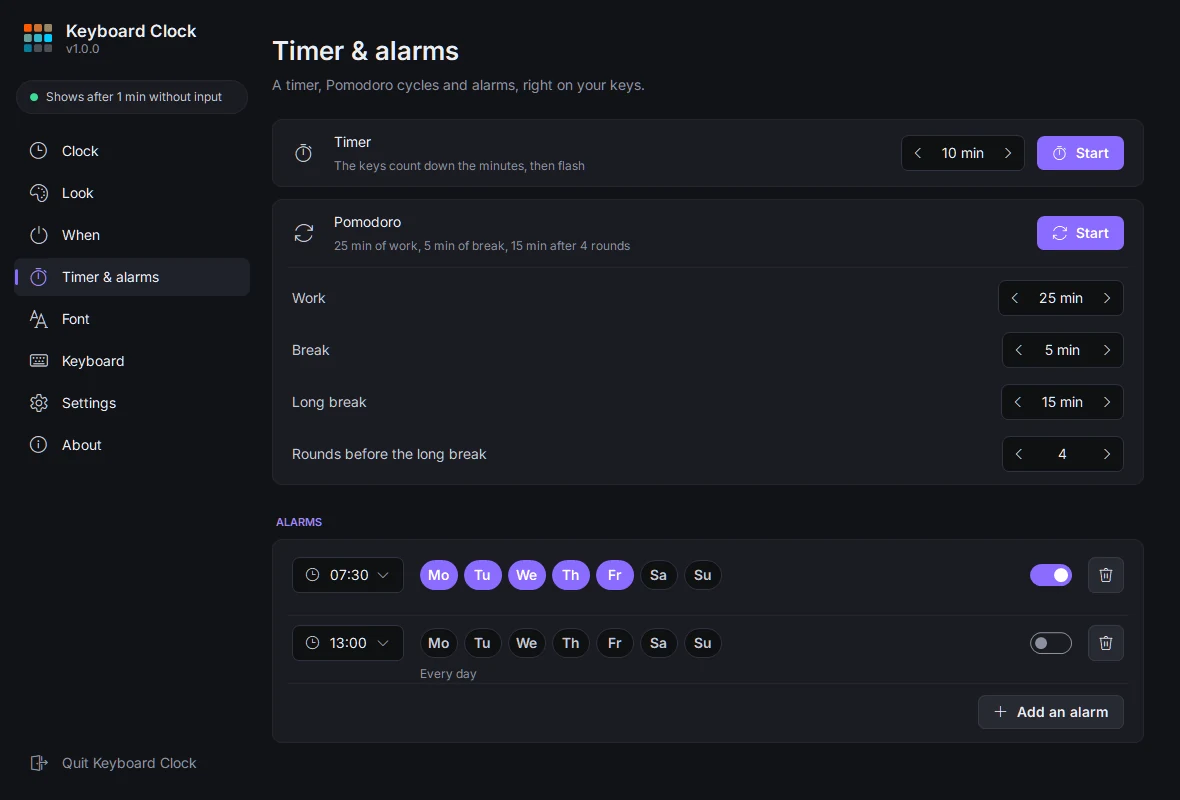 Keyboard Clock
v1.0.0
Shows after 1 min without input
Clock
Look
When
Timer & alarms
Font
Keyboard
Settings
About
Quit Keyboard Clock
Timer & alarms
A timer, Pomodoro cycles and alarms, right on your keys.
Timer
The keys count down the minutes, then flash
10 min
Start
Pomodoro
25 min of work, 5 min of break, 15 min after 4 rounds
Start
Work
25 min
Break
5 min
Long break
15 min
Rounds before the long break
4
ALARMS
07:30 Mo Tu We Th Fr Sa Su
13:00 Mo Tu We Th Fr Sa Su
Every day
Add an alarm